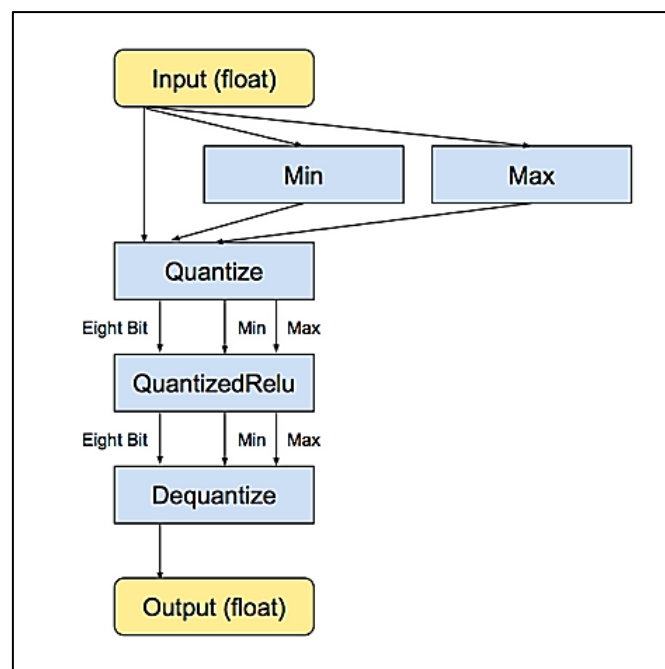 Input (float)
Min
Max
Quantize
Eight Bit
Min
Max
QuantizedRelu
Eight Bit
Min
Max
Dequantize
Output (float)